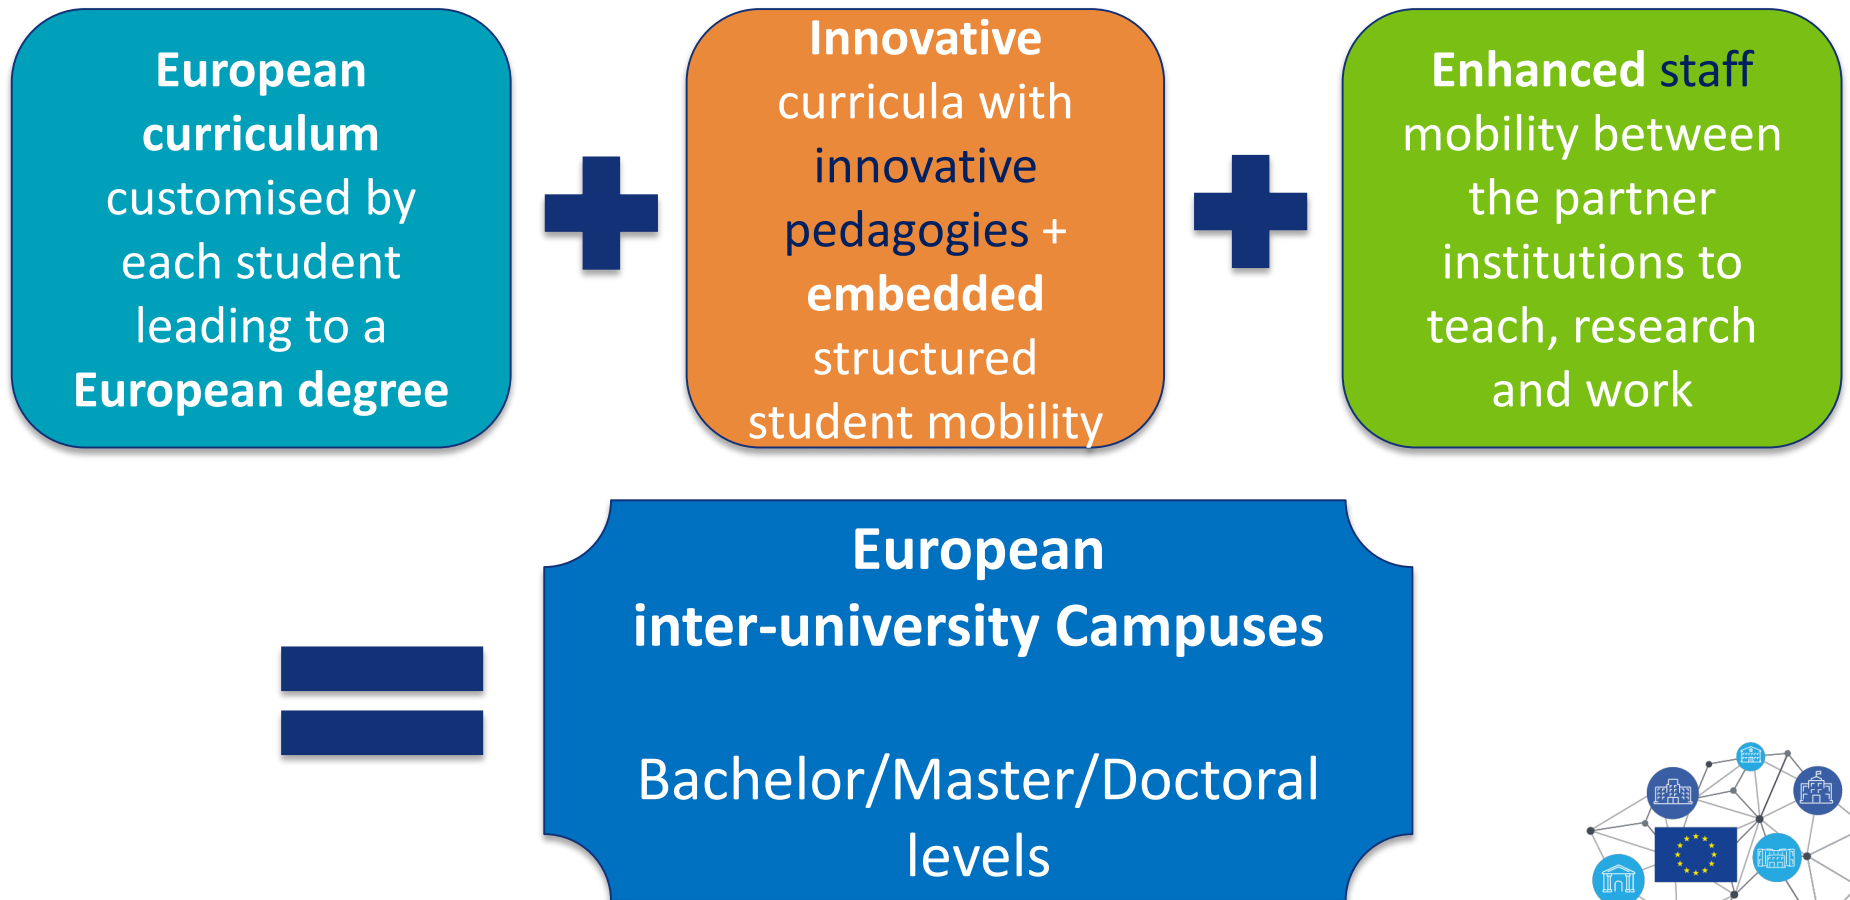 European
curriculum
customised by
each student
leading to a
European degree
Innovative
curricula with
innovative
pedagogies +
embedded
structured
student mobility
Enhanced staff
mobility between
the partner
institutions to
teach, research
and work
European
inter-university Campuses
Bachelor/Master/Doctoral
levels